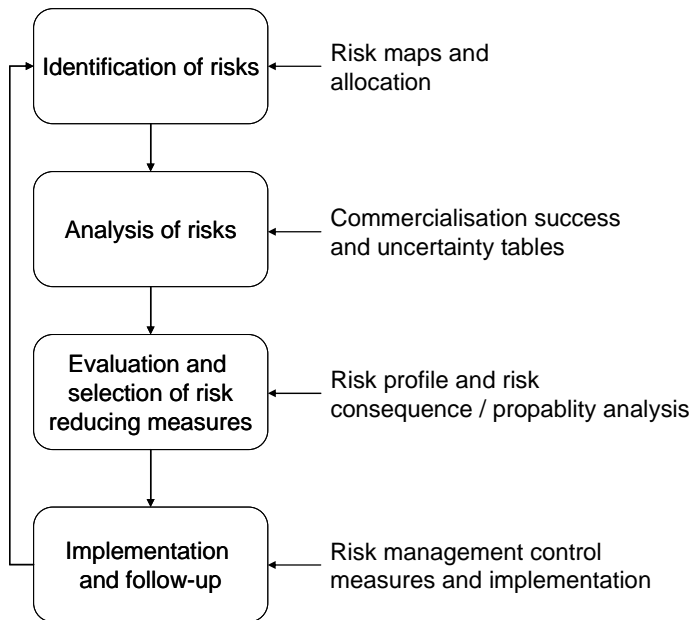 Identification of risks
Risk maps and
allocation
Analysis of risks
Commercialisation success
and uncertainty tables
Evaluation and
selection of risk
reducing measures
Risk profile and risk
consequence / propablity analysis
Implementation
and follow-up
Risk management control
measures and implementation